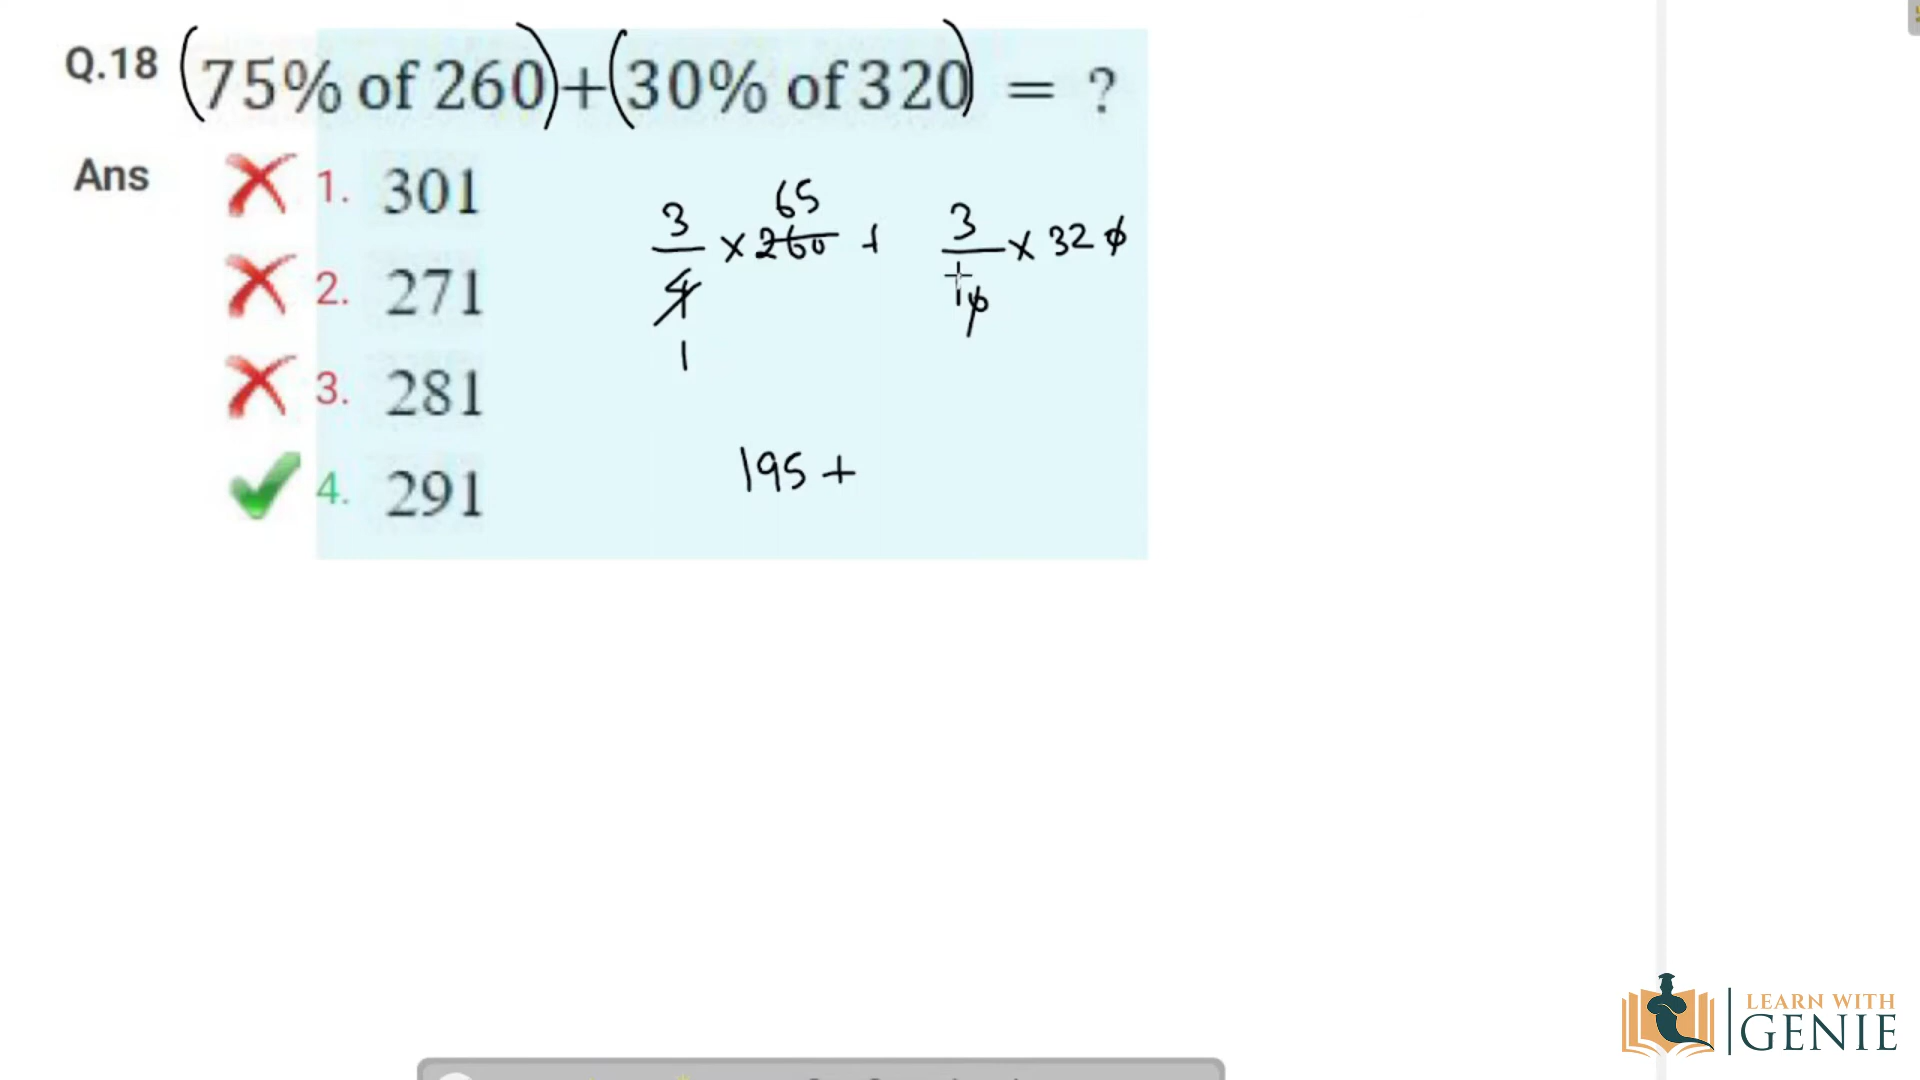 Q.18 (75% of 260)+(30% of 320) = ?
Ans
1. 301
2. 271
3. 281
4. 291
65
3 3
× 260 + × 320
4 10
1
195 +
LEARN WITH
GENIE